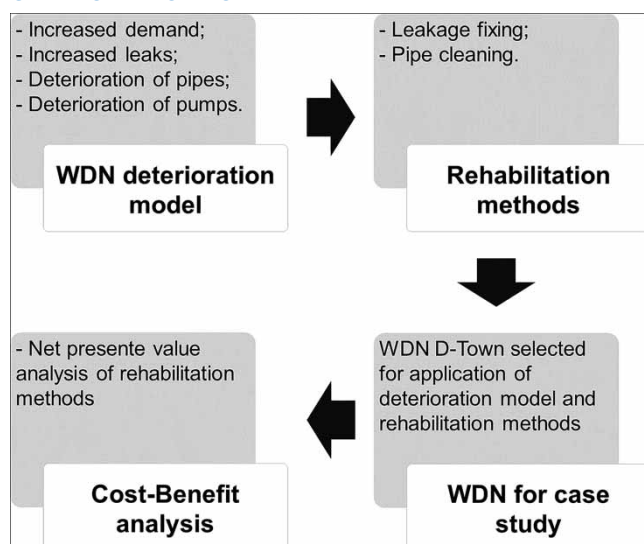 - Increased demand;
- Increased leaks;
- Deterioration of pipes;
- Deterioration of pumps.
WDN deterioration
model
- Leakage fixing;
- Pipe cleaning.
Rehabilitation
methods
WDN D-Town selected
for application of
deterioration model and
rehabilitation methods
WDN for case
study
- Net presente value
analysis of rehabilitation
methods
Cost-Benefit
analysis